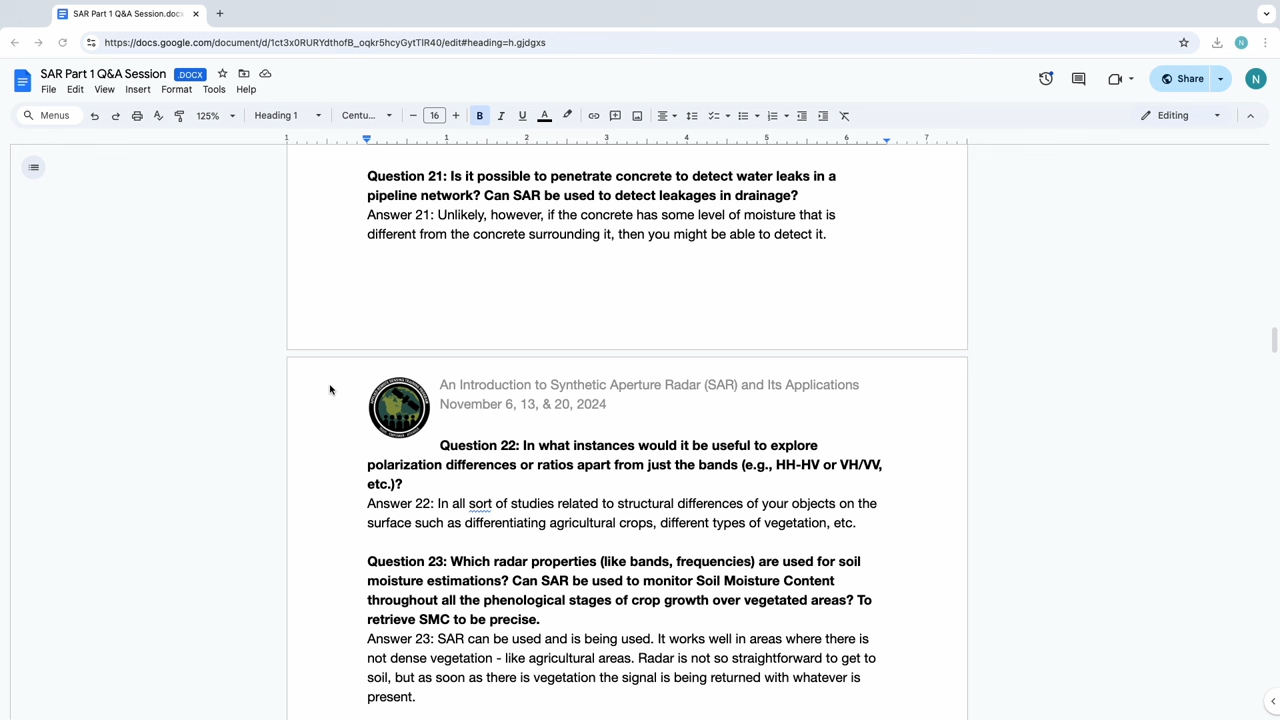 SAR Part 1 Q&A Session.docx
https://docs.google.com/document/d/1ct3x0RURYdthofB_oqkr5hcyGytTlR40/edit#heading=h.gjdgxs
N
SAR Part 1 Q&A Session .DOCX
File Edit View Insert Format Tools Help
Share
N
Menus 125% Heading 1 Centu... 16 B I U A Editing
1 1 2 3 4 5 6 7
Question 21: Is it possible to penetrate concrete to detect water leaks in a
pipeline network? Can SAR be used to detect leakages in drainage?
Answer 21: Unlikely, however, if the concrete has some level of moisture that is
different from the concrete surrounding it, then you might be able to detect it.
An Introduction to Synthetic Aperture Radar (SAR) and Its Applications
November 6, 13, & 20, 2024
Question 22: In what instances would it be useful to explore
polarization differences or ratios apart from just the bands (e.g., HH-HV or VH/VV,
etc.)?
Answer 22: In all sort of studies related to structural differences of your objects on the
surface such as differentiating agricultural crops, different types of vegetation, etc.
Question 23: Which radar properties (like bands, frequencies) are used for soil
moisture estimations? Can SAR be used to monitor Soil Moisture Content
throughout all the phenological stages of crop growth over vegetated areas? To
retrieve SMC to be precise.
Answer 23: SAR can be used and is being used. It works well in areas where there is
not dense vegetation - like agricultural areas. Radar is not so straightforward to get to
soil, but as soon as there is vegetation the signal is being returned with whatever is
present.